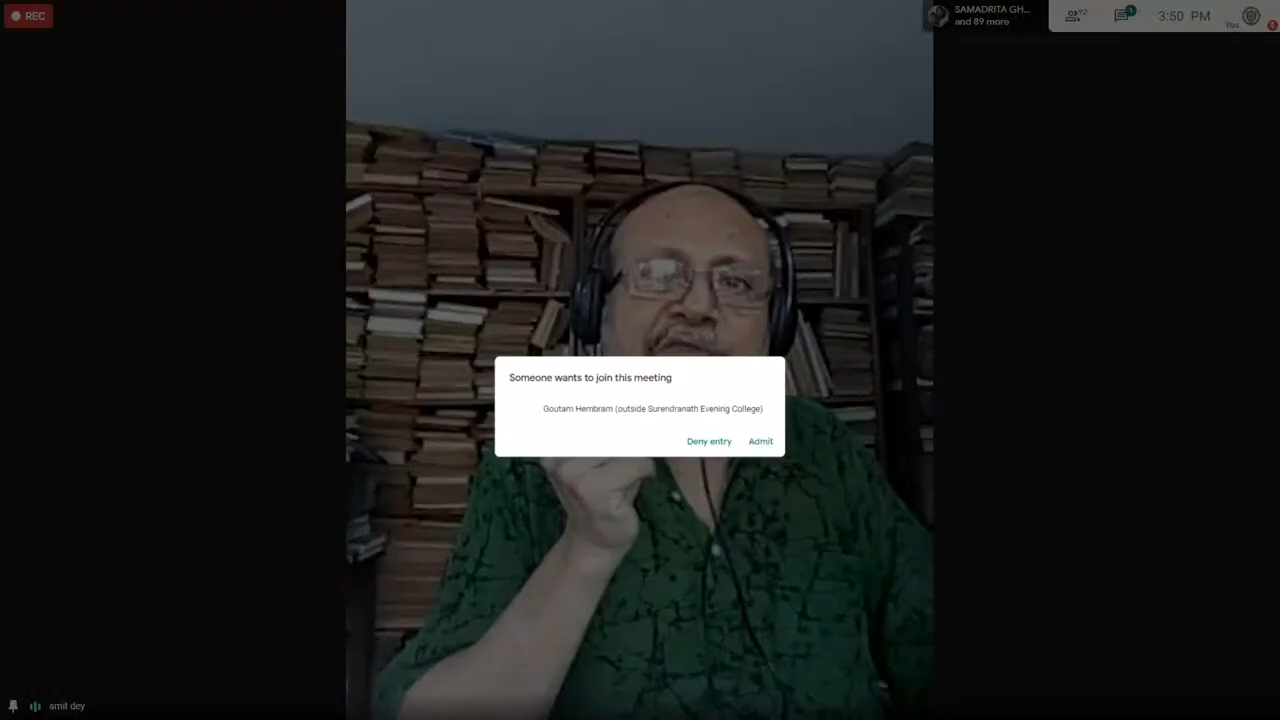 REC
SAMADRITA GH...
and 89 more
92
1
3:50 PM
You
Someone wants to join this meeting
Goutam Hembram (outside Surendranath Evening College)
Deny entry
Admit
amit dey